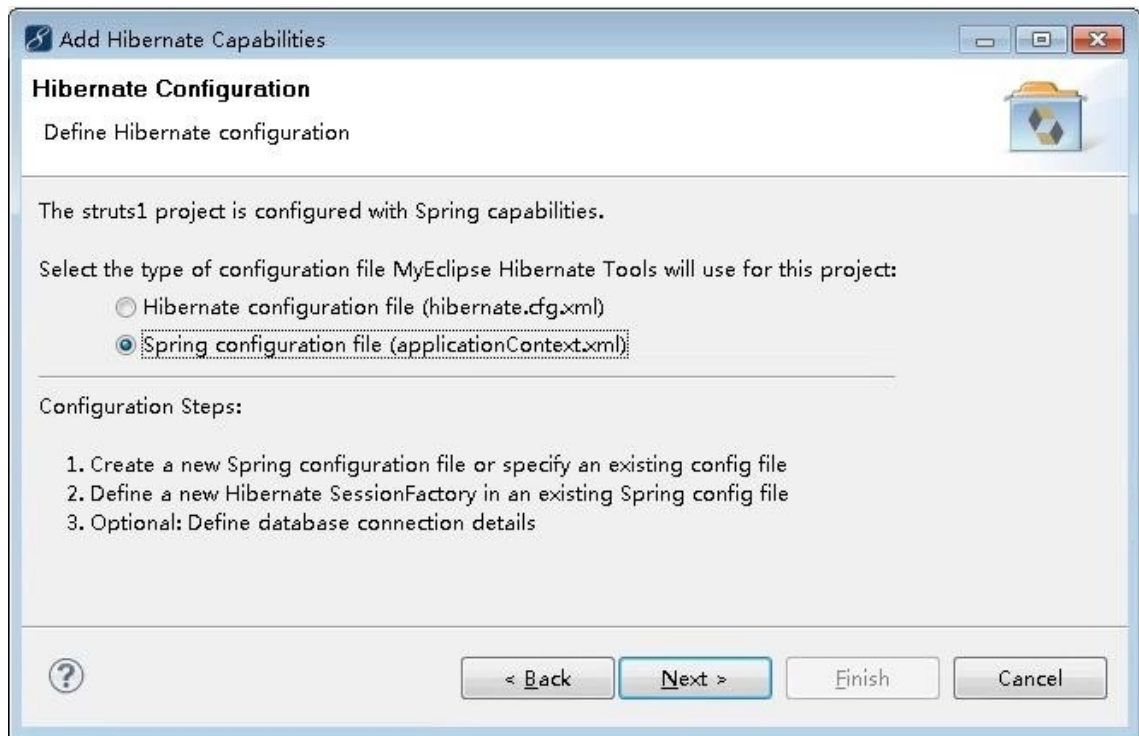 Add Hibernate Capabilities
Hibernate Configuration
Define Hibernate configuration
The struts1 project is configured with Spring capabilities.
Select the type of configuration file MyEclipse Hibernate Tools will use for this project:
Hibernate configuration file (hibernate.cfg.xml)
Spring configuration file (applicationContext.xml)
Configuration Steps:
1. Create a new Spring configuration file or specify an existing config file
2. Define a new Hibernate SessionFactory in an existing Spring config file
3. Optional: Define database connection details
?
< Back
Next >
Finish
Cancel